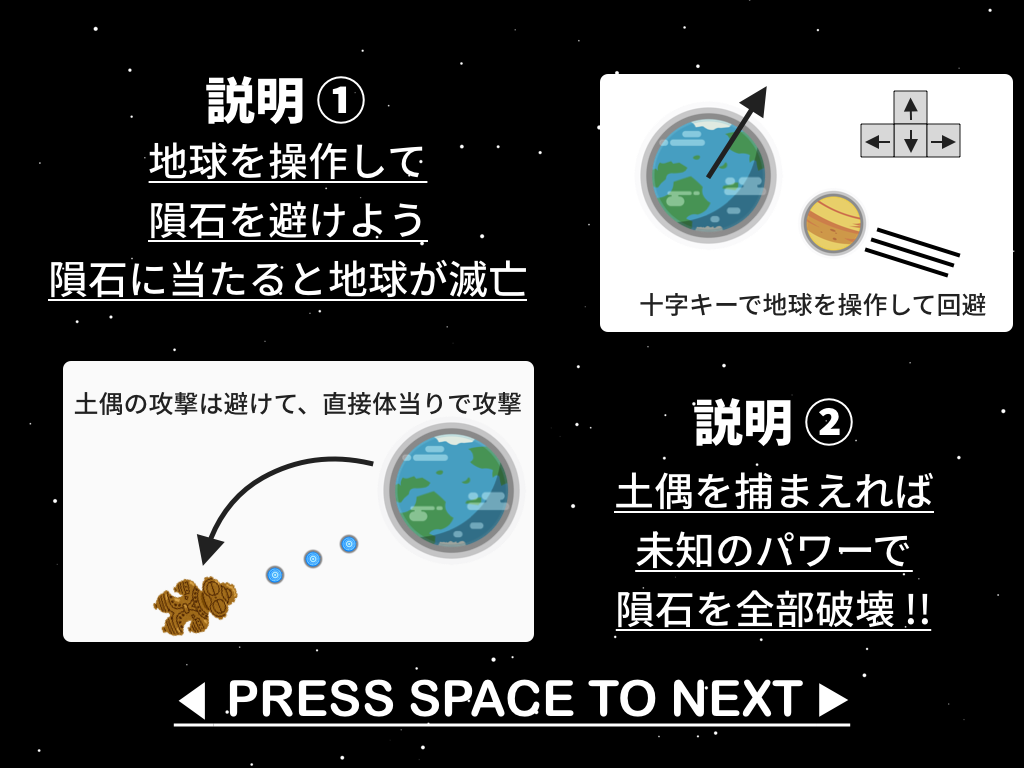 説明 ①
地球を操作して
隕石を避けよう
隕石に当たると地球が滅亡
十字キーで地球を操作して回避
土偶の攻撃は避けて、直接体当りで攻撃
説明 ②
土偶を捕まえれば
未知のパワーで
隕石を全部破壊 !!
◀ PRESS SPACE TO NEXT ▶